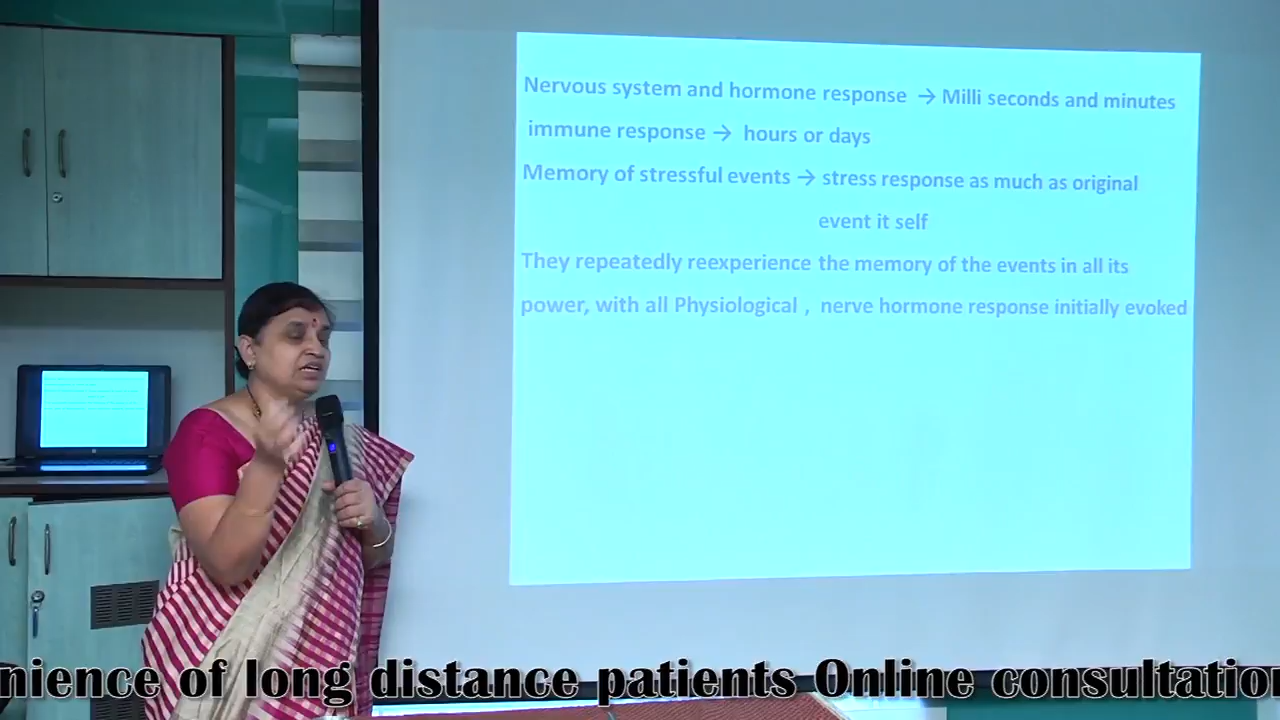 Nervous system and hormone response → Milli seconds and minutes
immune response → hours or days
Memory of stressful events → stress response as much as original
event it self
They repeatedly reexperience the memory of the events in all its
power, with all Physiological , nerve hormone response initially evoked
nience of long distance patients Online consultation